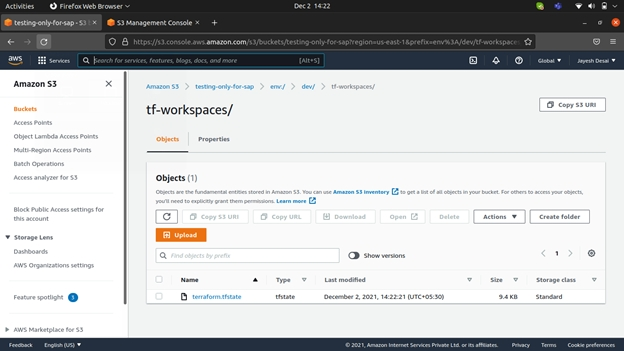 Activities
Firefox Web Browser
Dec 2 14:22
testing-only-for-sap - S3
S3 Management Console
https://s3.console.aws.amazon.com/s3/buckets/testing-only-for-sap?region=us-east-1&prefix=env%3A/dev/tf-workspaces
aws
Services
Search for services, features, blogs, docs, and more
[Alt+S]
Global
Jayesh Desai
Amazon S3
Buckets
Access Points
Object Lambda Access Points
Multi-Region Access Points
Batch Operations
Access analyzer for S3
Block Public Access settings for
this account
Storage Lens
Dashboards
AWS Organizations settings
Feature spotlight 3
AWS Marketplace for S3
Amazon S3
testing-only-for-sap
env:/
dev/
tf-workspaces/
tf-workspaces/
Copy S3 URI
Objects
Properties
Objects (1)
Objects are the fundamental entities stored in Amazon S3. You can use Amazon S3 inventory to get a list of all objects in your bucket. For others to access your objects,
you'll need to explicitly grant them permissions. Learn more
Copy S3 URI
Copy URL
Download
Open
Delete
Actions
Create folder
Upload
Find objects by prefix
Show versions
1
Name
Type
Last modified
Size
Storage class
terraform.tfstate
tfstate
December 2, 2021, 14:22:21 (UTC+05:30)
9.4 KB
Standard
Feedback
English (US)
© 2021, Amazon Internet Services Private Ltd. or its affiliates.
Privacy
Terms
Cookie preferences